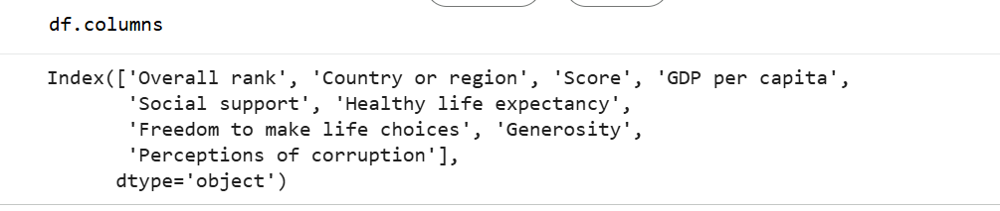 df.columns
Index(['Overall rank', 'Country or region', 'Score', 'GDP per capita',
'Social support', 'Healthy life expectancy',
'Freedom to make life choices', 'Generosity',
'Perceptions of corruption'],
dtype='object')